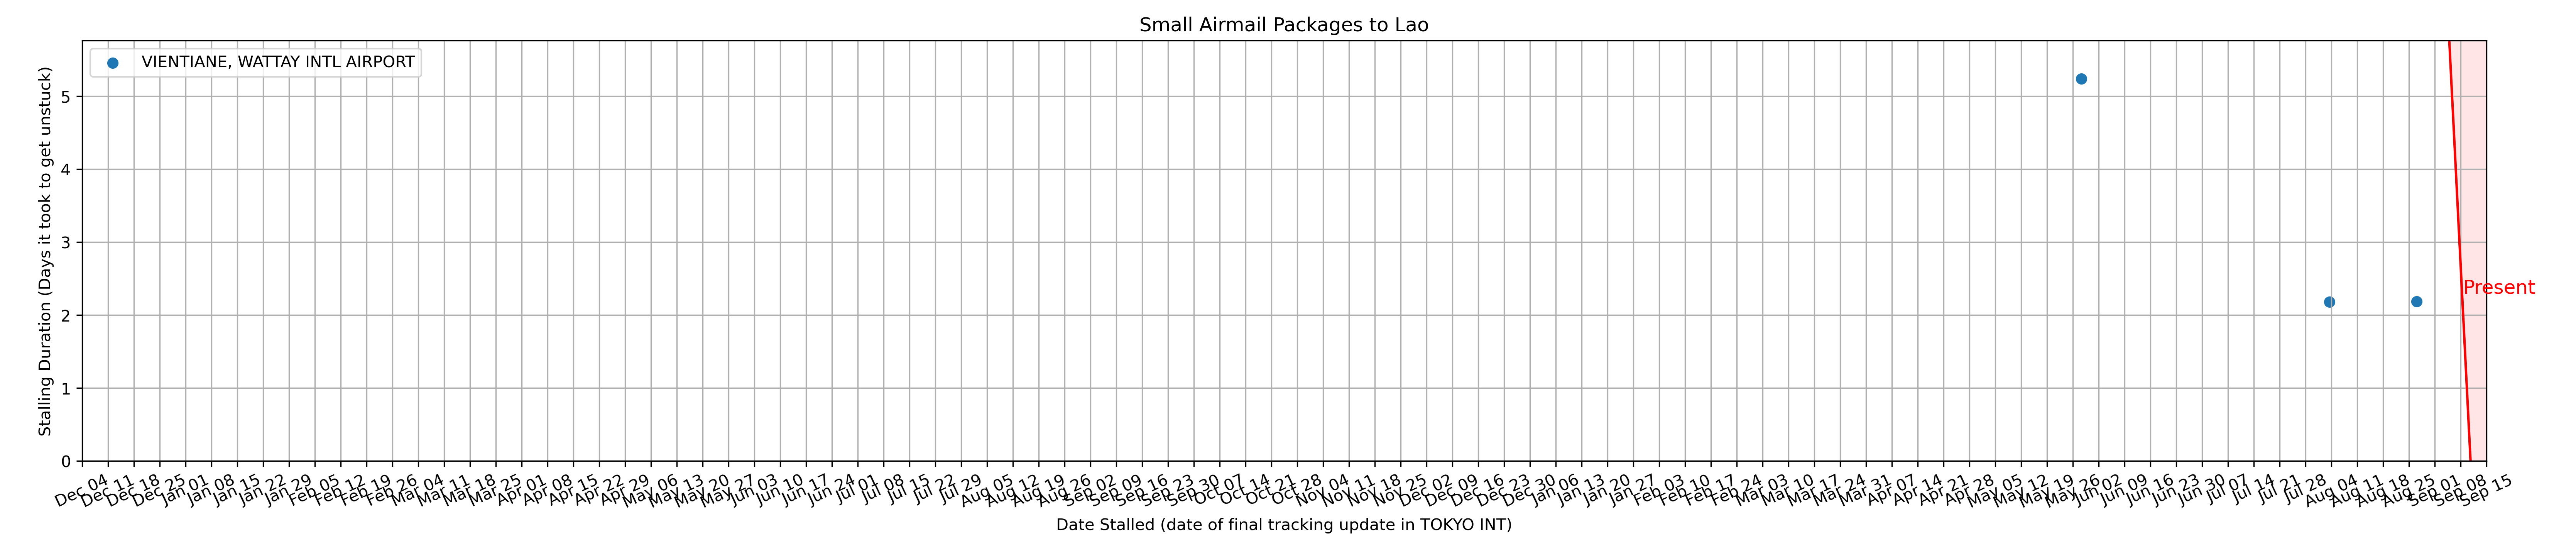 Small Airmail Packages to Lao
VIENTIANE, WATTAY INTL AIRPORT
Stalling Duration (Days it took to get unstuck)
5
4
3
2
1
0
Present
Dec 04
Dec 11
Dec 18
Dec 25
Jan 01
Jan 08
Jan 15
Jan 22
Jan 29
Feb 05
Feb 12
Feb 19
Feb 26
Mar 04
Mar 11
Mar 18
Mar 25
Apr 01
Apr 08
Apr 15
Apr 22
Apr 29
May 06
May 13
May 20
May 27
Jun 03
Jun 10
Jun 17
Jun 24
Jul 01
Jul 08
Jul 15
Jul 22
Jul 29
Aug 05
Aug 12
Aug 19
Aug 26
Sep 02
Sep 09
Sep 16
Sep 23
Sep 30
Oct 07
Oct 14
Oct 21
Oct 28
Nov 04
Nov 11
Nov 18
Nov 25
Dec 02
Dec 09
Dec 16
Dec 23
Dec 30
Jan 06
Jan 13
Jan 20
Jan 27
Feb 03
Feb 10
Feb 17
Feb 24
Mar 03
Mar 10
Mar 17
Mar 24
Mar 31
Apr 07
Apr 14
Apr 21
Apr 28
May 05
May 12
May 19
May 26
Jun 02
Jun 09
Jun 16
Jun 23
Jun 30
Jul 07
Jul 14
Jul 21
Jul 28
Aug 04
Aug 11
Aug 18
Aug 25
Sep 01
Sep 08
Sep 15
Date Stalled (date of final tracking update in TOKYO INT)